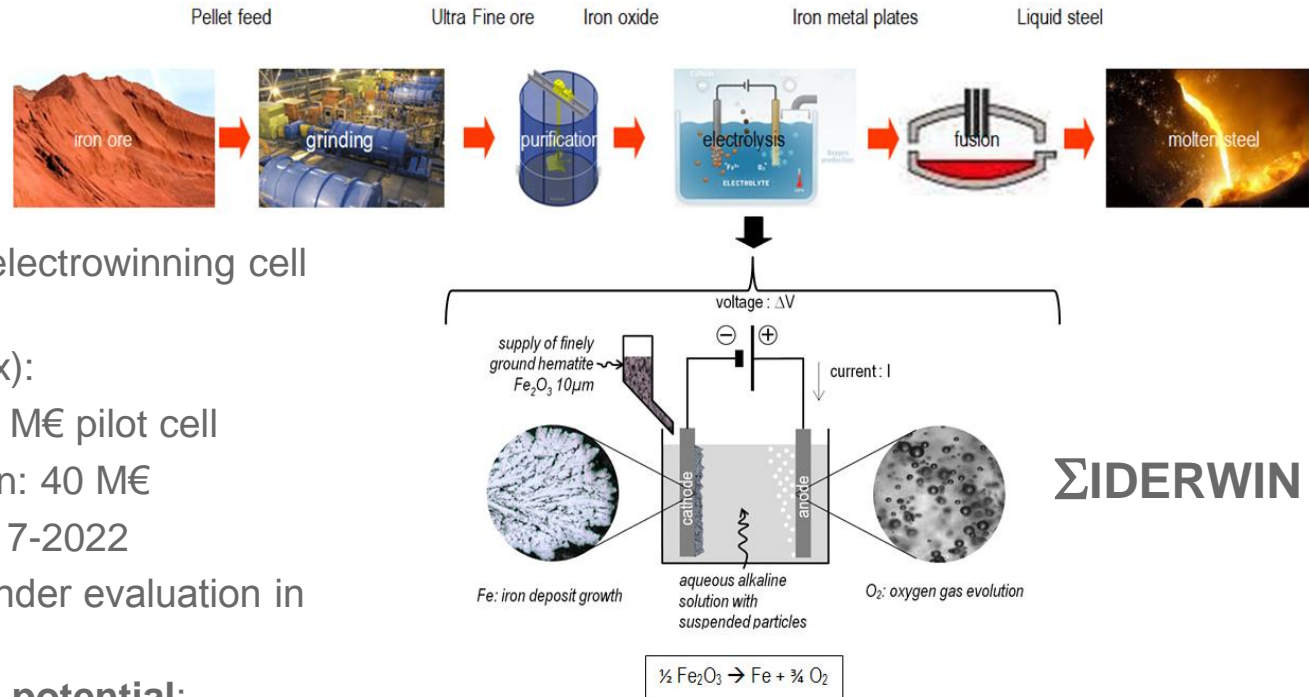 Pellet feed Ultra Fine ore Iron oxide Iron metal plates Liquid steel
iron ore grinding purification electrolysis fusion molten steel
ELECTROLYTE
electrowinning cell
x):
M€ pilot cell
n: 40 M€
7-2022
nder evaluation in
potential:
voltage : ΔV
⊖ ⊕
supply of finely
ground hematite
Fe₂O₃ 10µm
current : I
cathode
anode
ΣIDERWIN
Fe: iron deposit growth
aqueous alkaline
solution with
suspended particles
O₂: oxygen gas evolution
½ Fe₂O₃ → Fe + ¾ O₂